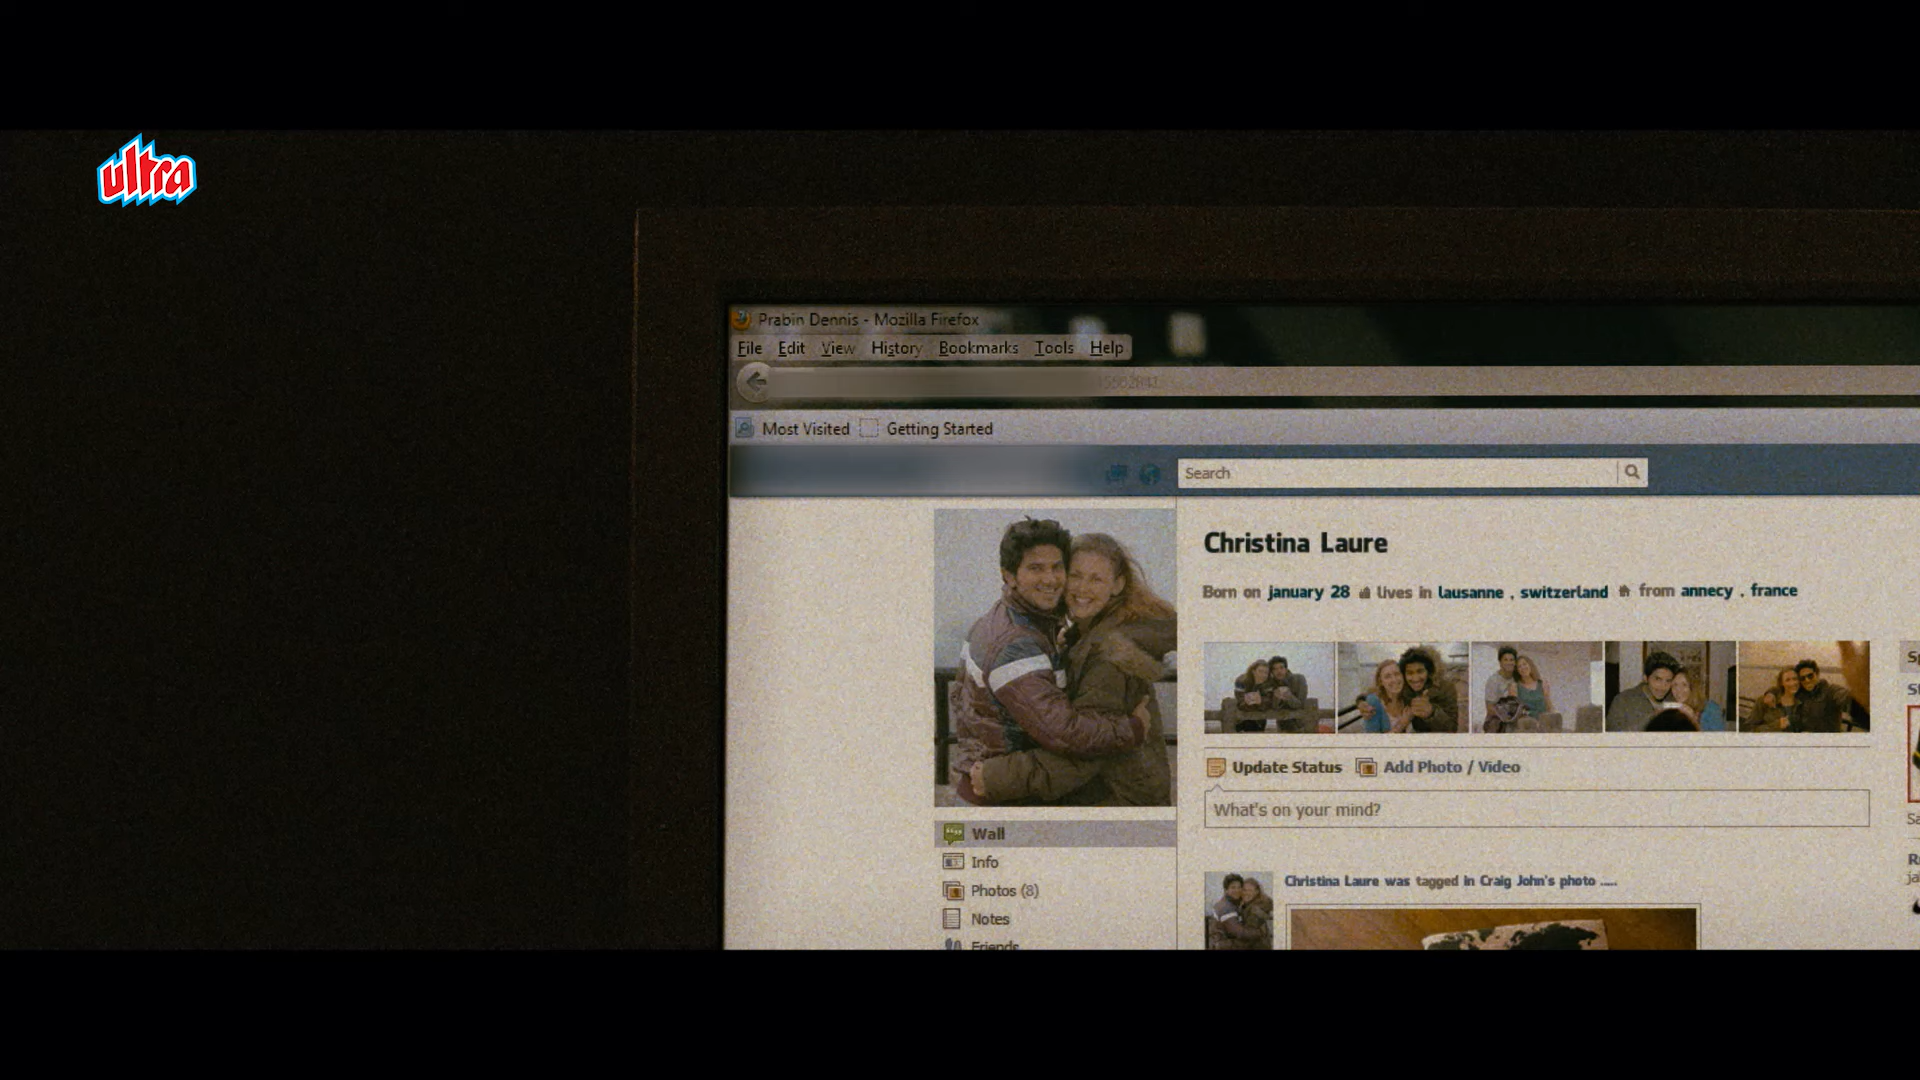 ultra
Prabin Dennis - Mozilla Firefox
File Edit View History Bookmarks Tools Help
Most Visited Getting Started
Search
Christina Laure
Born on january 28 lives in lausanne , switzerland from annecy , france
Update Status Add Photo / Video
What's on your mind?
Wall
Info
Photos (8)
Notes
Friends
Christina Laure was tagged in Craig John's photo .....